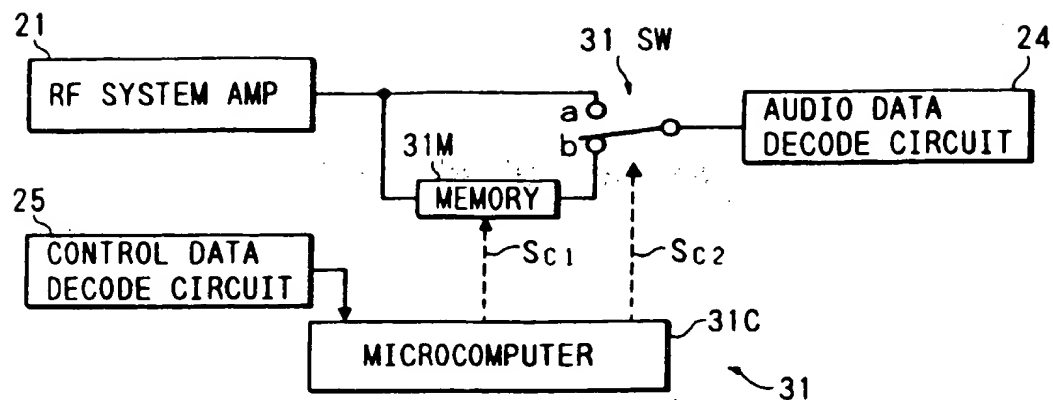 21
RF SYSTEM AMP
31 SW
24
a
b
AUDIO DATA
DECODE CIRCUIT
31M
MEMORY
25
CONTROL DATA
DECODE CIRCUIT
SC1
SC2
MICROCOMPUTER
31C
31